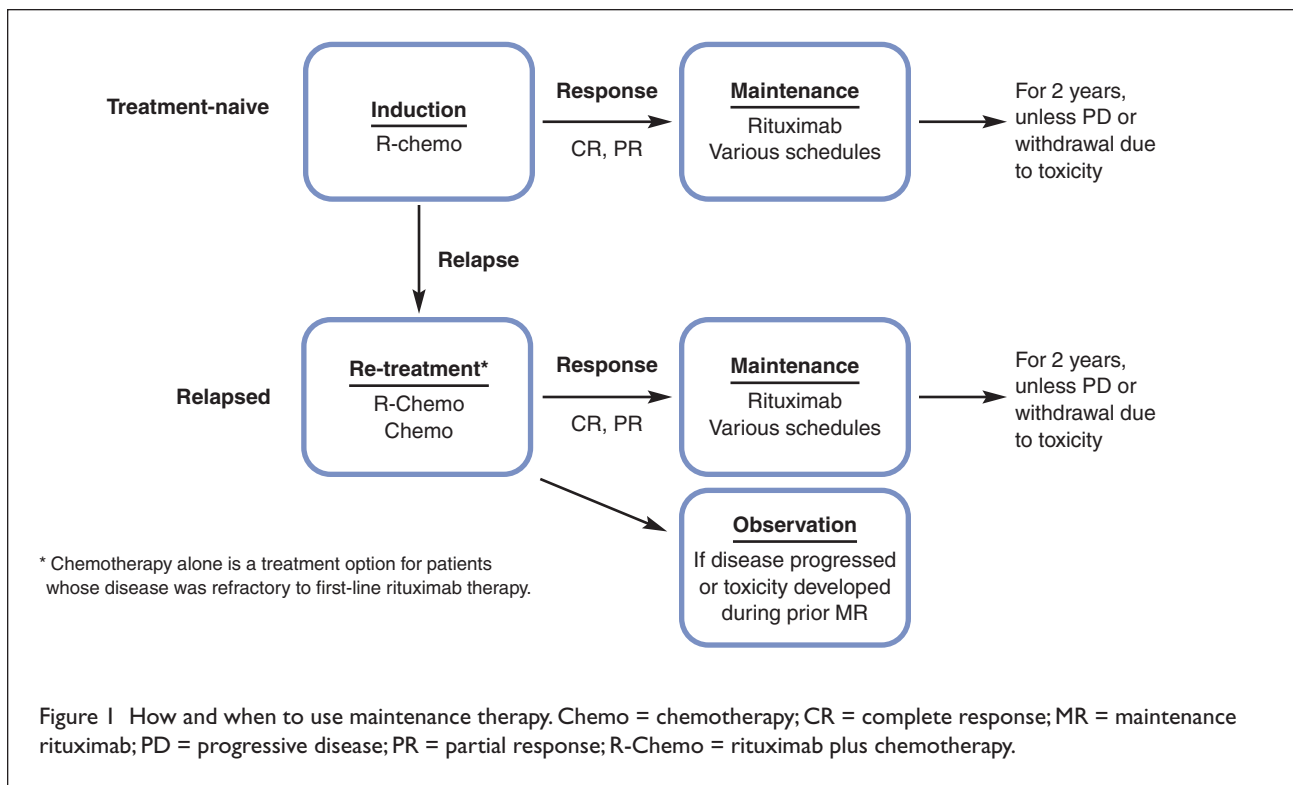 Treatment-naive
Induction
R-chemo
Response
CR, PR
Maintenance
Rituximab
Various schedules
For 2 years,
unless PD or
withdrawal due
to toxicity
Relapse
Relapsed
Re-treatment*
R-Chemo
Chemo
Response
CR, PR
Maintenance
Rituximab
Various schedules
For 2 years,
unless PD or
withdrawal due
to toxicity
Observation
If disease progressed
or toxicity developed
during prior MR
* Chemotherapy alone is a treatment option for patients
whose disease was refractory to first-line rituximab therapy.
Figure 1 How and when to use maintenance therapy. Chemo = chemotherapy; CR = complete response; MR = maintenance
rituximab; PD = progressive disease; PR = partial response; R-Chemo = rituximab plus chemotherapy.